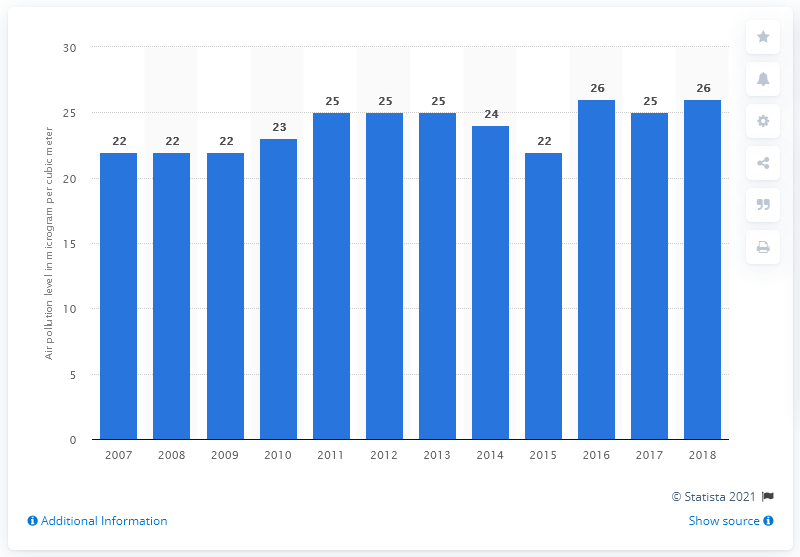 30
25
20
15
10
5
0
Air pollution level in microgram per cubic meter
22 22 22 23 25 25 25 24 22 26 25 26
2007 2008 2009 2010 2011 2012 2013 2014 2015 2016 2017 2018
© Statista 2021
Additional Information
Show source